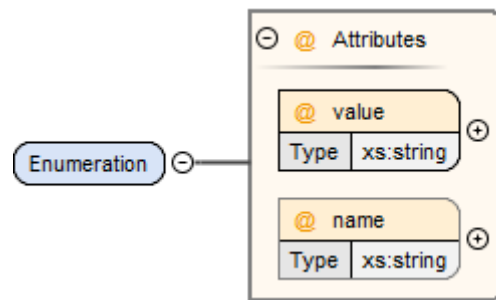 @ Attributes
@ value
Type xs:string
Enumeration
@ name
Type xs:string